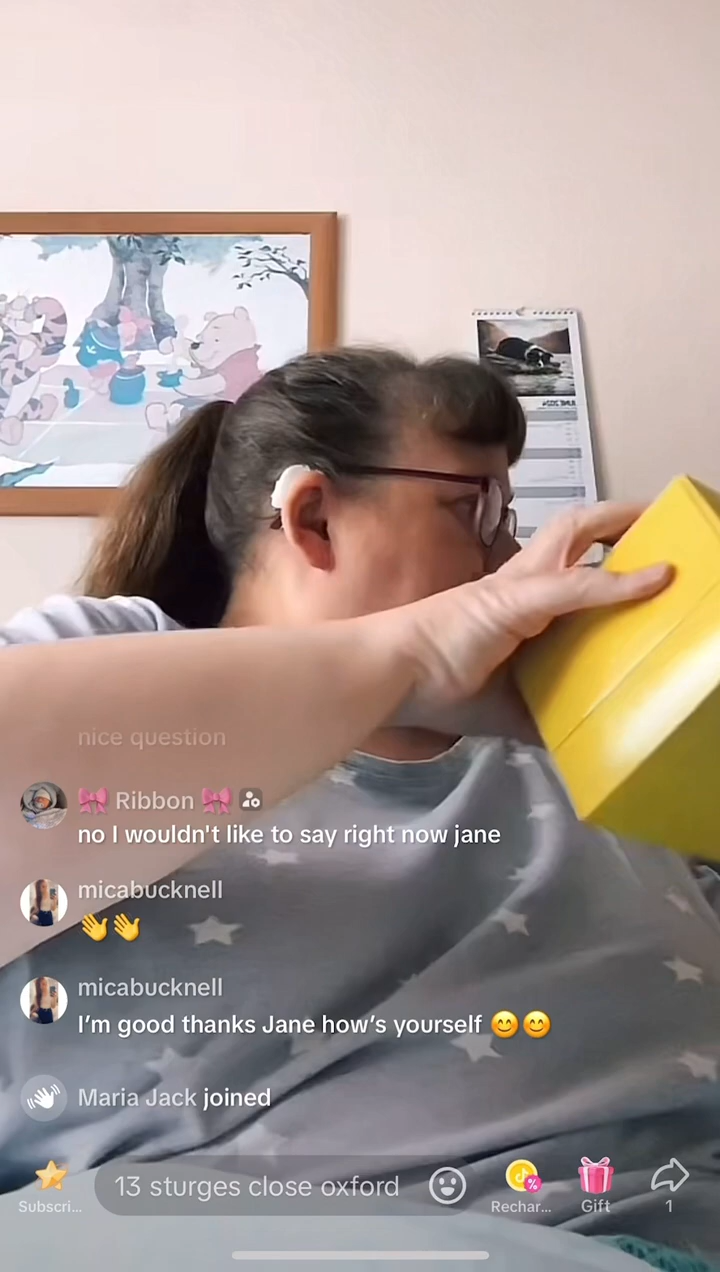 nice question
🎀 Ribbon 🎀
no I wouldn't like to say right now jane
micabucknell
👋👋
micabucknell
I’m good thanks Jane how’s yourself 😊😊
Maria Jack joined
13 sturges close oxford
Subscri...
Rechar...
Gift
1